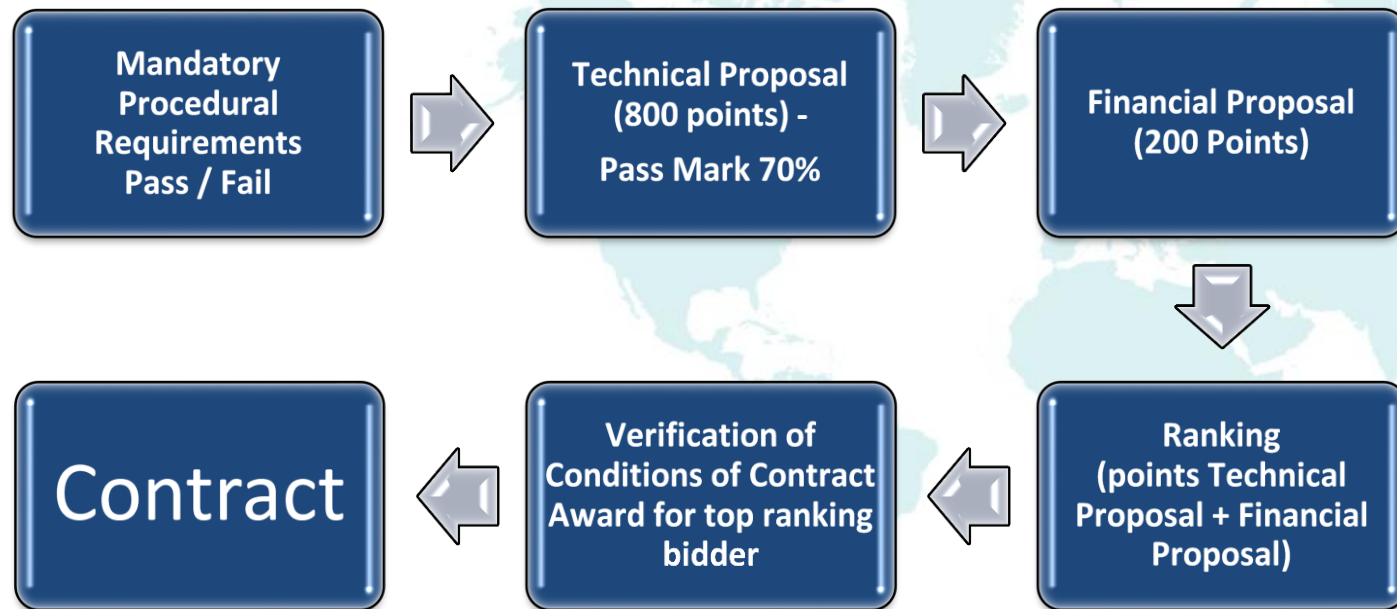 Mandatory
Procedural
Requirements
Pass / Fail
Technical Proposal
(800 points) -
Pass Mark 70%
Financial Proposal
(200 Points)
Ranking
(points Technical
Proposal + Financial
Proposal)
Verification of
Conditions of Contract
Award for top ranking
bidder
Contract